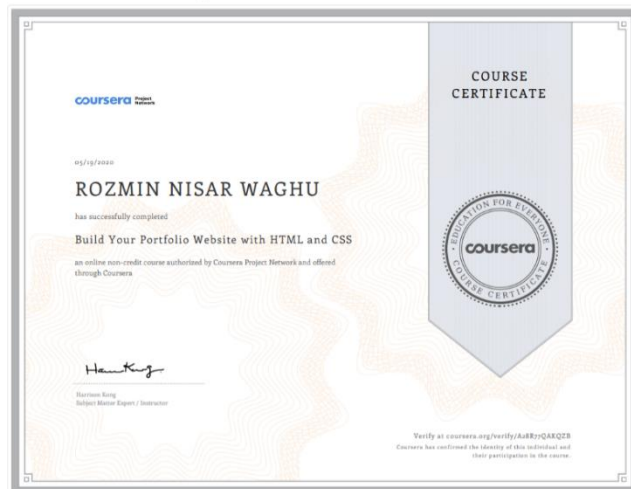 coursera Project Network
COURSE
CERTIFICATE
05/19/2020
ROZMIN NISAR WAGHU
has successfully completed
Build Your Portfolio Website with HTML and CSS
an online non-credit course authorized by Coursera Project Network and offered
through Coursera
EDUCATION FOR EVERYONE
coursera
COURSE CERTIFICATE
Harrison Kong
Subject Matter Expert / Instructor
Verify at coursera.org/verify/
Coursera has confirmed the identity of this individual and
their participation in the course.